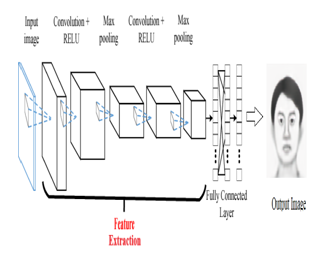 Input
image
Convolution +
RELU
Max
pooling
Convolution +
RELU
Max
pooling
Fully Connected
Layer
Output Image
Feature
Extraction